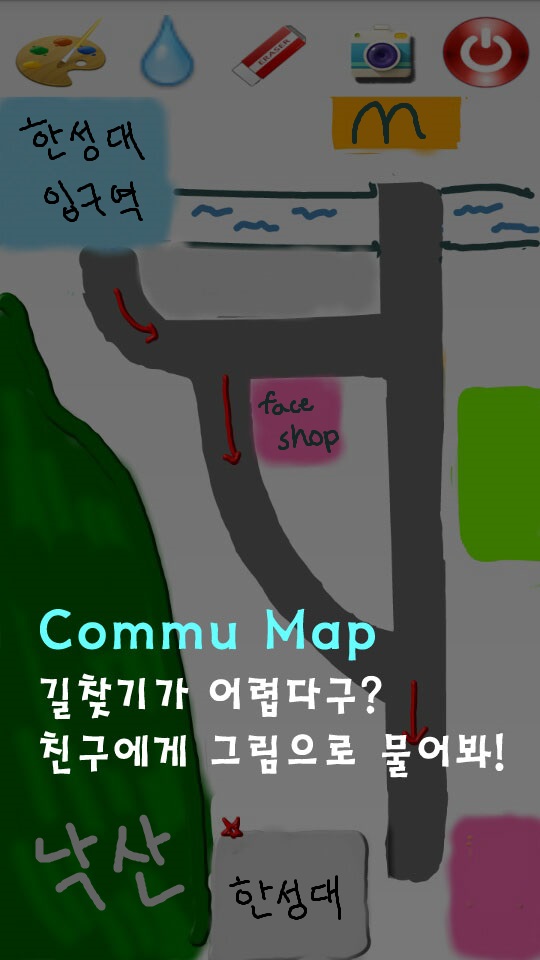 ERASER
한성대
입구역
m
face
shop
Commu Map
길찾기가 어렵다구?
친구에게 그림으로 물어봐!
낙산
한성대